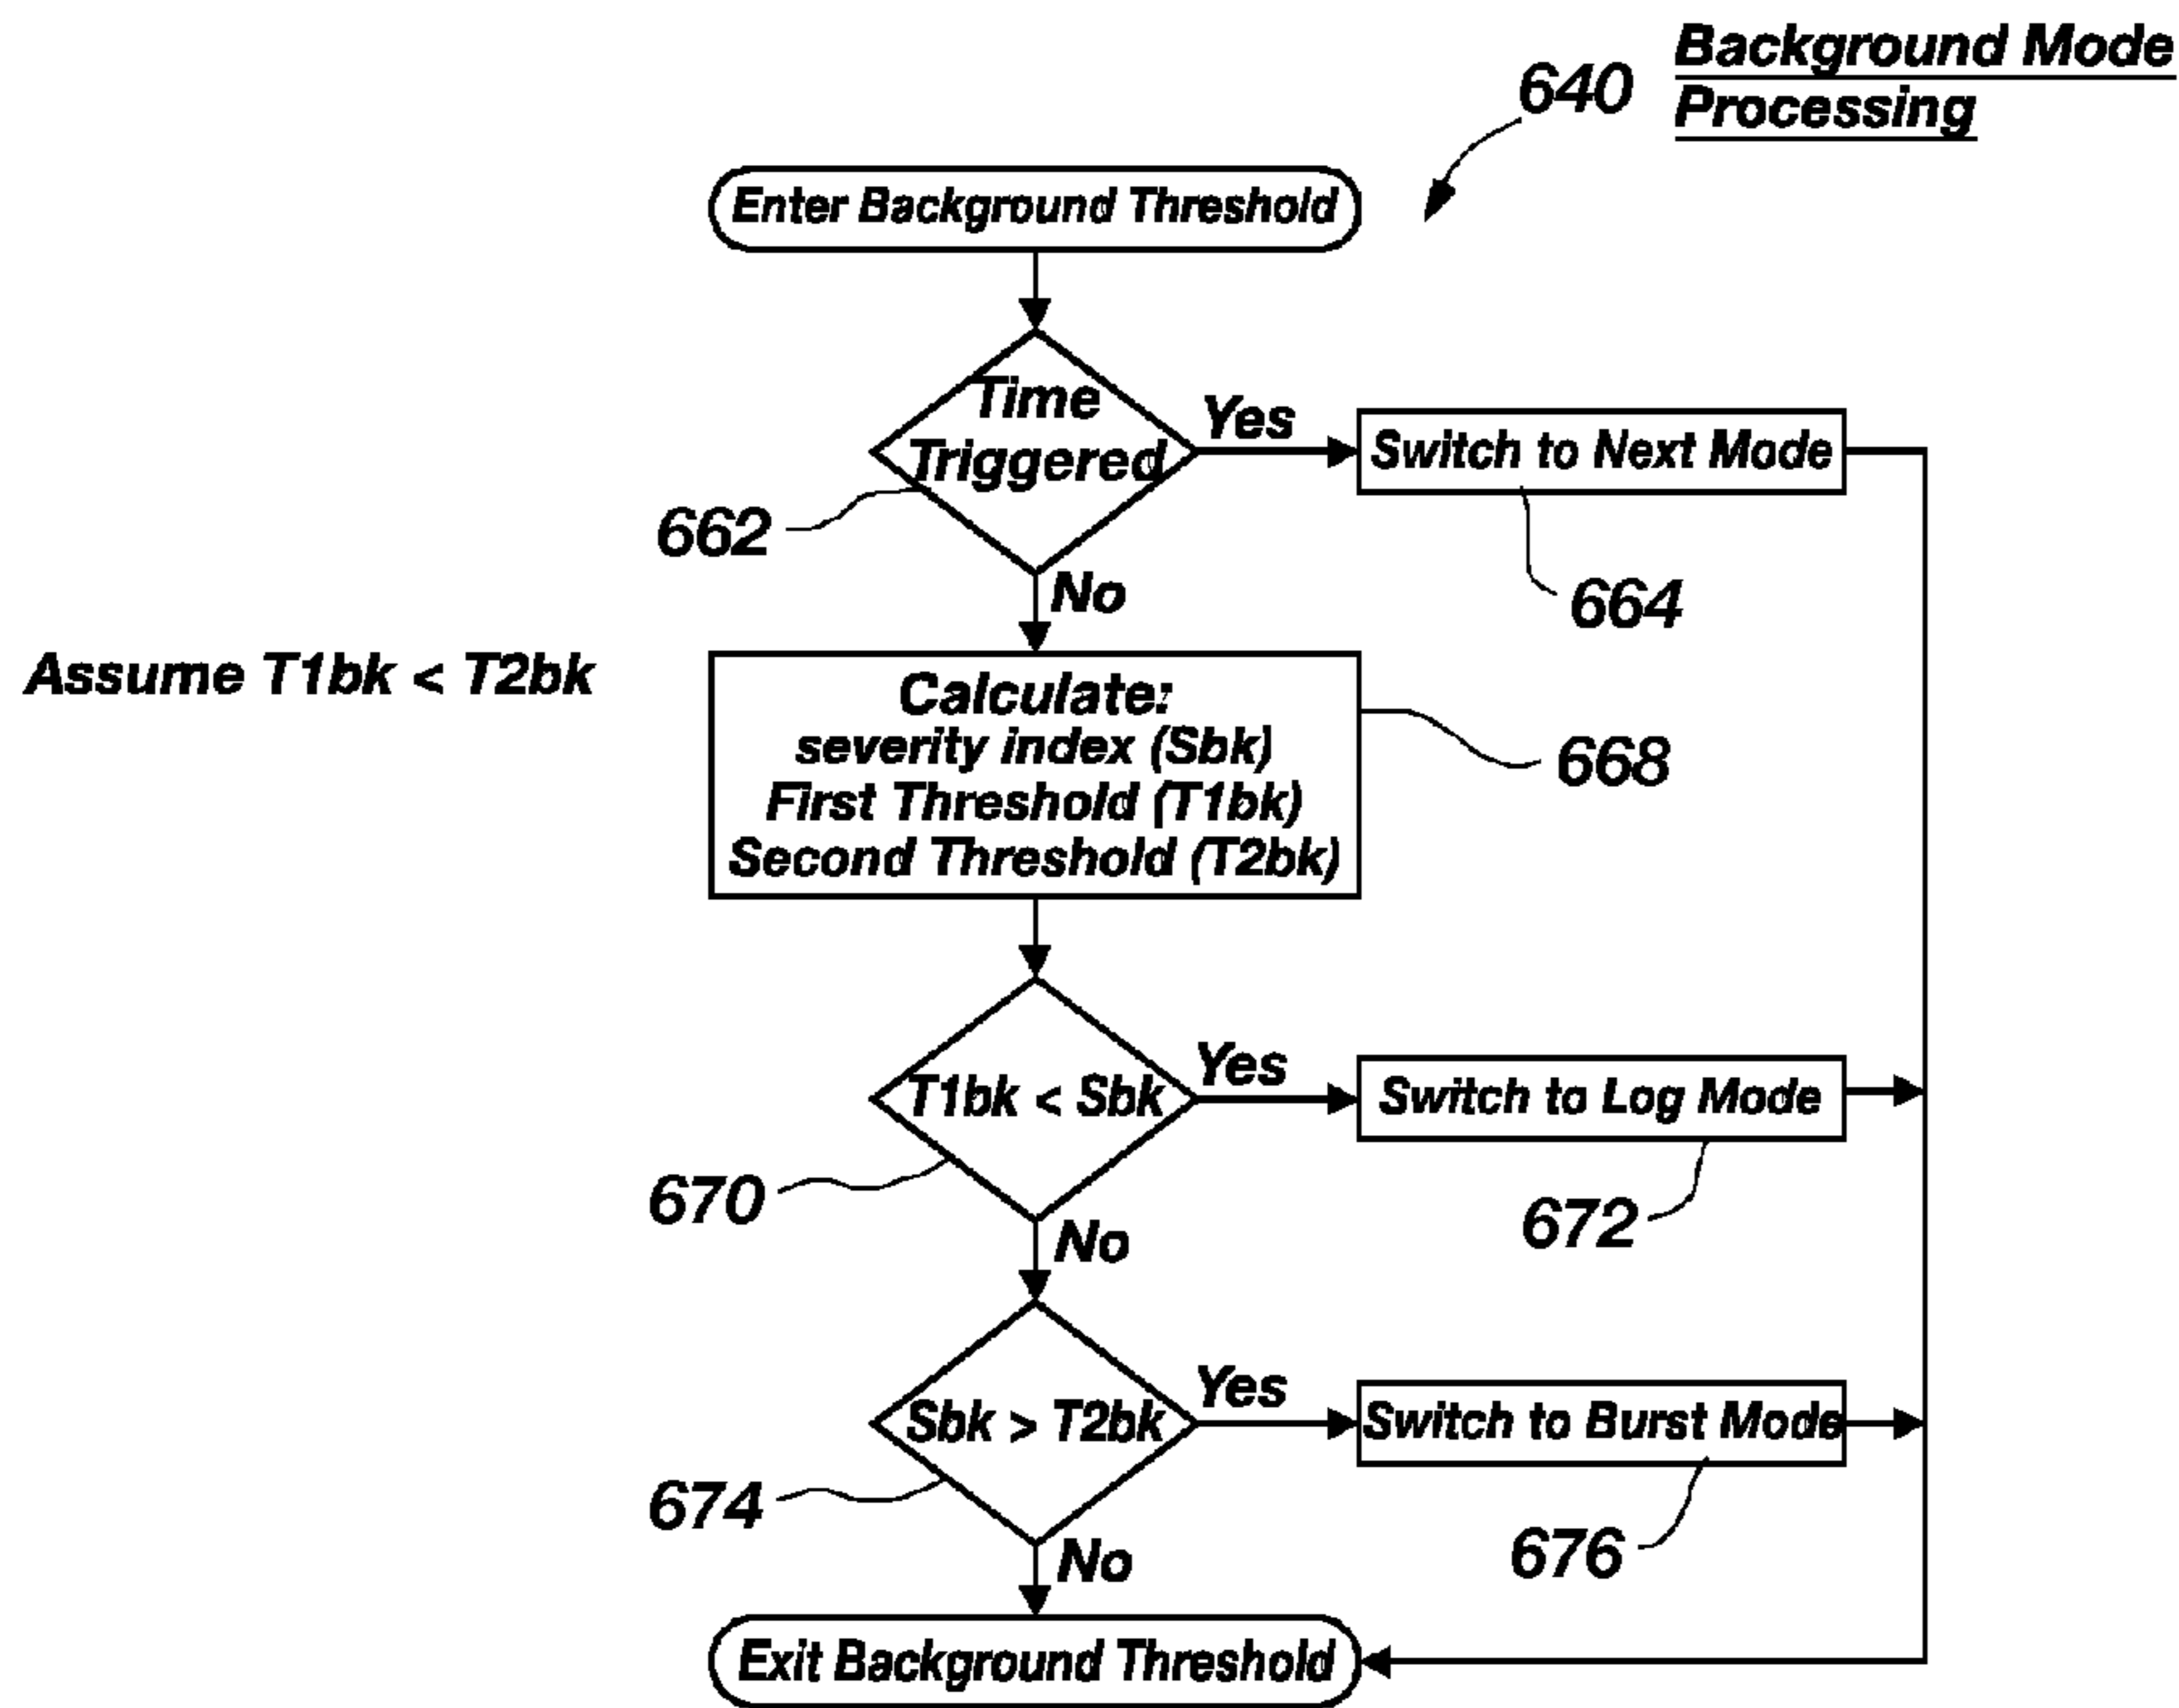 Background Mode
Processing
640
Enter Background Threshold
Time
Triggered
Yes
Switch to Next Mode
662
664
No
Assume T1bk < T2bk
Calculate:
severity index (Sbk)
First Threshold (T1bk)
Second Threshold (T2bk)
668
T1bk < Sbk
Yes
Switch to Log Mode
670
672
No
Sbk > T2bk
Yes
Switch to Burst Mode
674
676
No
Exit Background Threshold